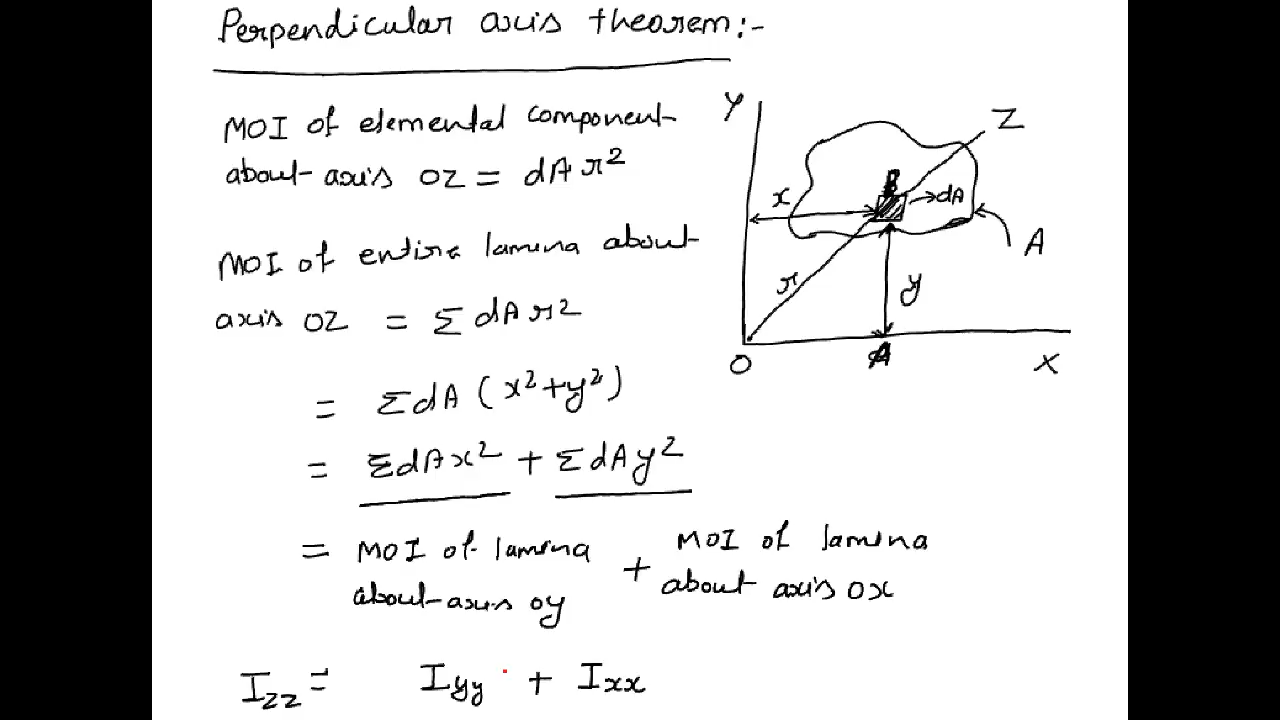 Perpendicular axis theorem:-
MOI of elemental component
about axis OZ = dA r²
MOI of entire lamina about
axis OZ = Σ dA r²
= Σ dA (x²+y²)
= Σ dA x² + Σ dA y²
= MOI of lamina + MOI of lamina
about axis oy about axis ox
Izz = Iyy + Ixx
Y
Z
x
dA
A
r
y
O
A
X